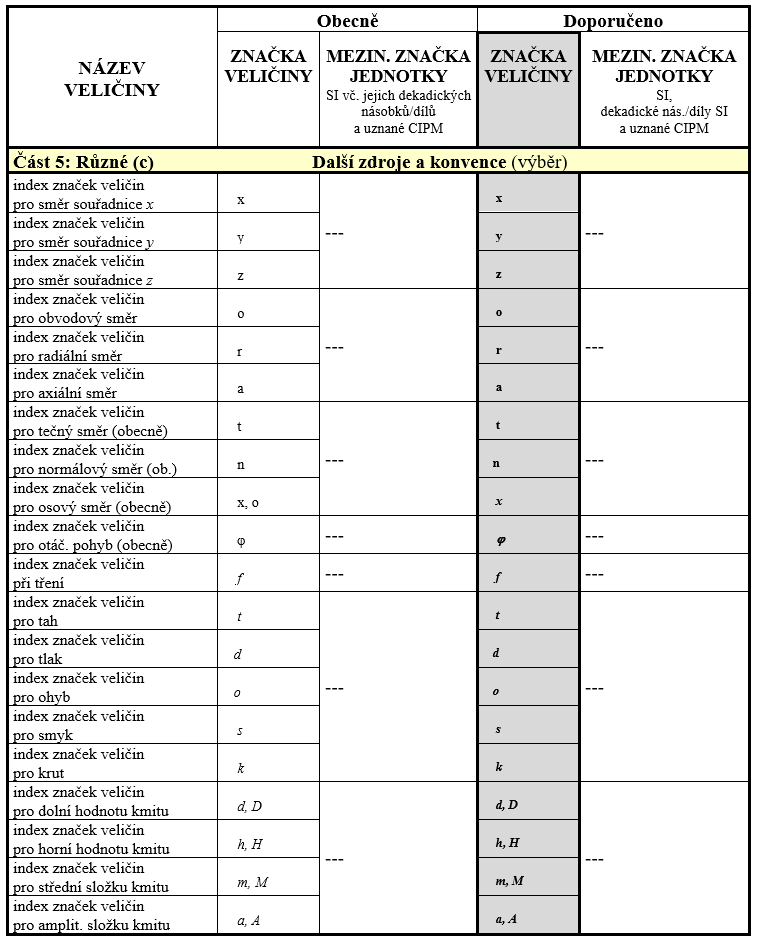 Obecně Doporučeno
NÁZEV
VELIČINY
ZNAČKA
VELIČINY
MEZIN. ZNAČKA
JEDNOTKY
SI vč. jejich dekadických
násobků/dílů
a uznané CIPM
ZNAČKA
VELIČINY
MEZIN. ZNAČKA
JEDNOTKY
SI,
dekadické nás./díly SI
a uznané CIPM
Část 5: Různé (c) Další zdroje a konvence (výběr)
index značek veličin
pro směr souřadnice x x --- x ---
index značek veličin
pro směr souřadnice y y y
index značek veličin
pro směr souřadnice z z z
index značek veličin
pro obvodový směr o --- o ---
index značek veličin
pro radiální směr r r
index značek veličin
pro axiální směr a a
index značek veličin
pro tečný směr (obecně) t --- t ---
index značek veličin
pro normálový směr (ob.) n n
index značek veličin
pro osový směr (obecně) x, o x
index značek veličin
pro otáč. pohyb (obecně) φ --- φ ---
index značek veličin
při tření f --- f ---
index značek veličin
pro tah t --- t ---
index značek veličin
pro tlak d d
index značek veličin
pro ohyb o o
index značek veličin
pro smyk s s
index značek veličin
pro krut k k
index značek veličin
pro dolní hodnotu kmitu d, D --- d, D ---
index značek veličin
pro horní hodnotu kmitu h, H h, H
index značek veličin
pro střední složku kmitu m, M m, M
index značek veličin
pro amplit. složku kmitu a, A a, A